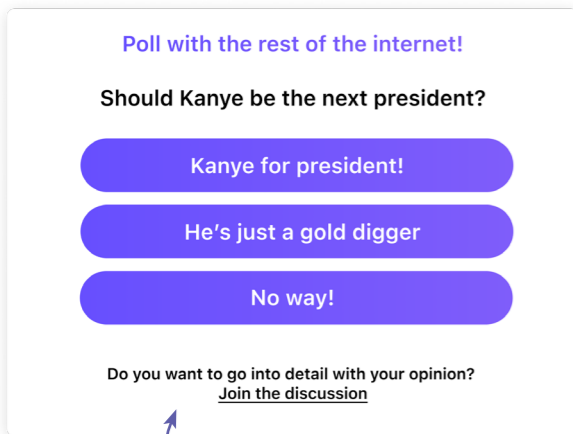 Poll with the rest of the internet!
Should Kanye be the next president?
Kanye for president!
He's just a gold digger
No way!
Do you want to go into detail with your opinion?
Join the discussion